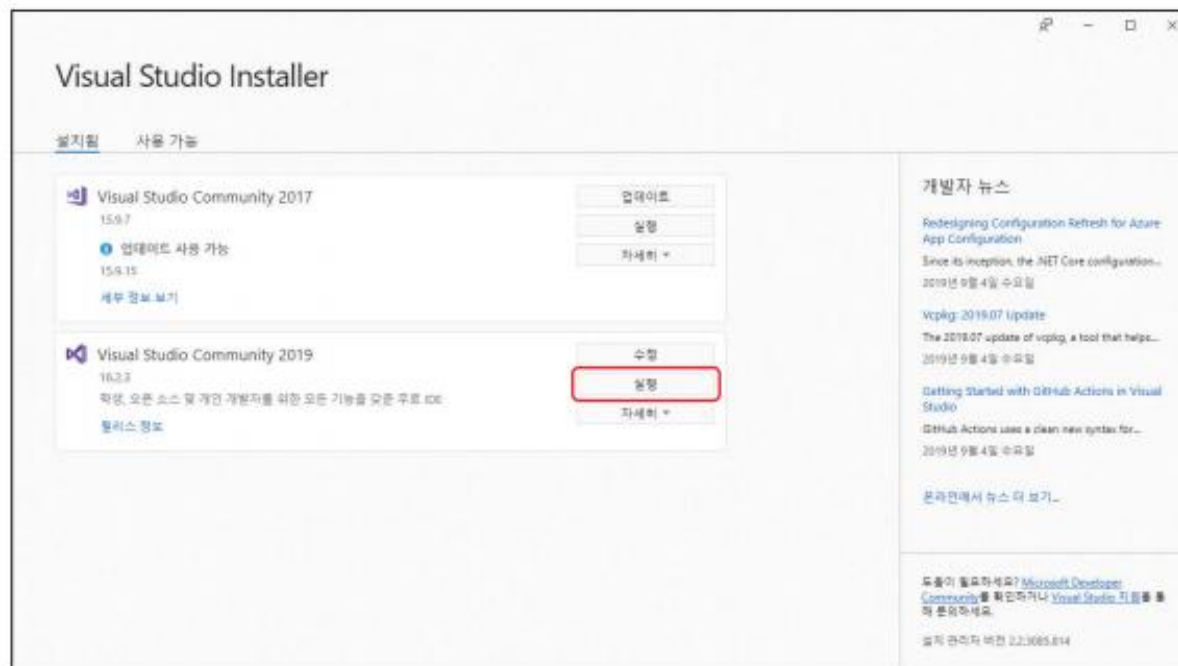 Visual Studio Installer
설치됨 사용 가능
Visual Studio Community 2017
15.9.7
업데이트 사용 가능
15.9.15
세부 정보 보기
업데이트
실행
자세히
Visual Studio Community 2019
16.2.3
학생, 오픈 소스 및 개인 개발자를 위한 모든 기능을 갖춘 무료 IDE
릴리스 정보
수정
실행
자세히
개발자 뉴스
Redesigning Configuration Refresh for Azure
App Configuration
Since its inception, the .NET Core configuration...
2019년 9월 4일 수요일
Vcpkg: 2019.07 Update
The 2019.07 update of vcpkg, a tool that helps...
2019년 9월 4일 수요일
Getting Started with GitHub Actions in Visual
Studio
GitHub Actions uses a clean new syntax for...
2019년 9월 4일 수요일
온라인에서 뉴스 더 보기...
도움이 필요하세요? Microsoft Developer
Community를 확인하거나 Visual Studio 지원을 통
해 문의하세요.
설치 관리자 버전 2.2.3085.814